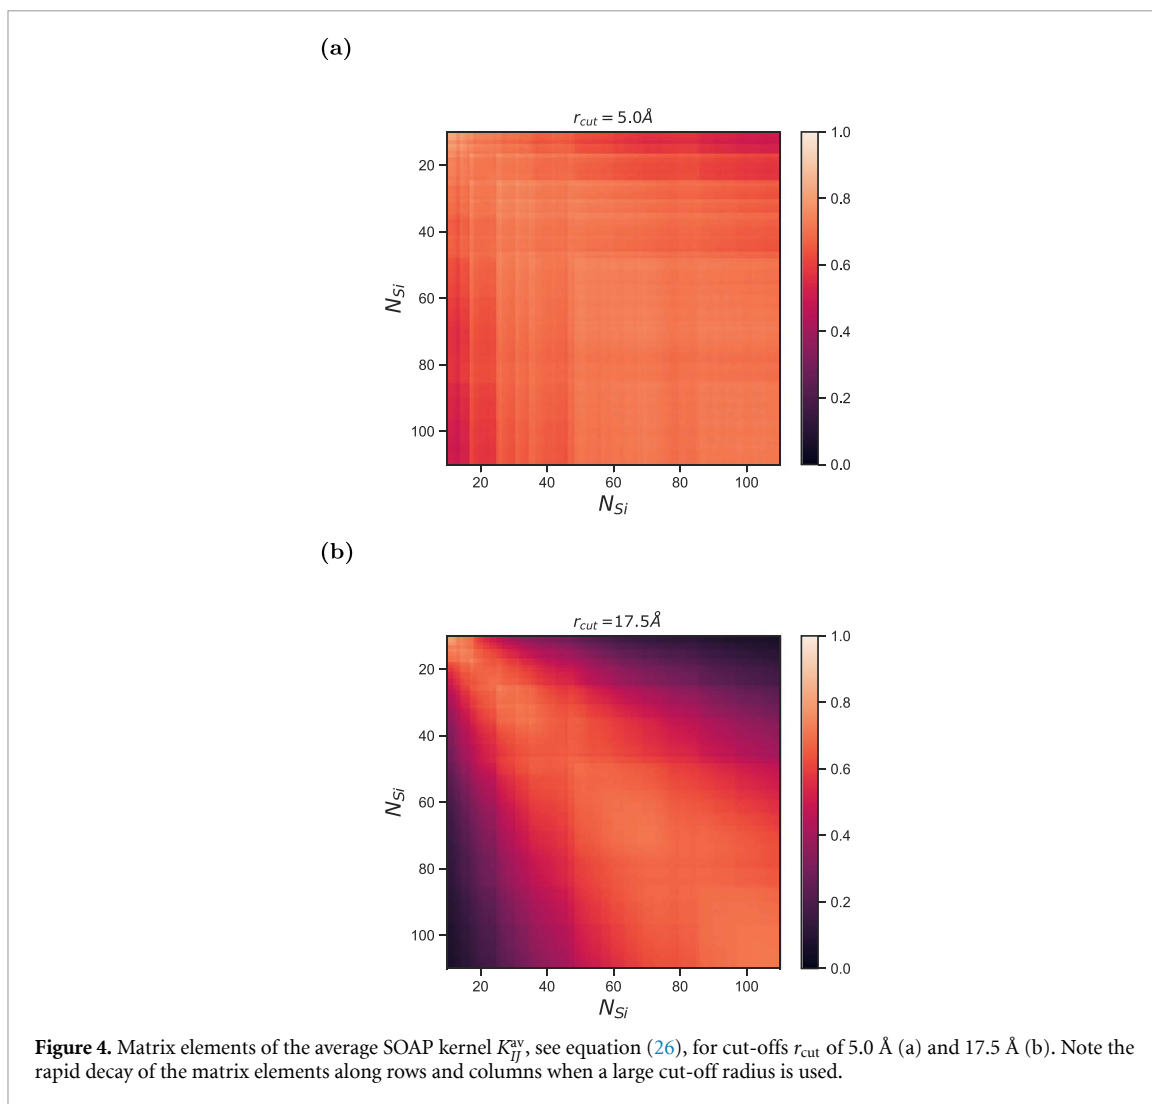 (a)
r_cut = 5.0Å
1.0
0.8
0.6
0.4
0.2
0.0
20
40
60
80
100
N_Si
20 40 60 80 100
N_Si
(b)
r_cut =17.5Å
1.0
0.8
0.6
0.4
0.2
0.0
20
40
60
80
100
N_Si
20 40 60 80 100
N_Si
Figure 4. Matrix elements of the average SOAP kernel K_IJ^av, see equation (26), for cut-offs r_cut of 5.0 Å (a) and 17.5 Å (b). Note the
rapid decay of the matrix elements along rows and columns when a large cut-off radius is used.